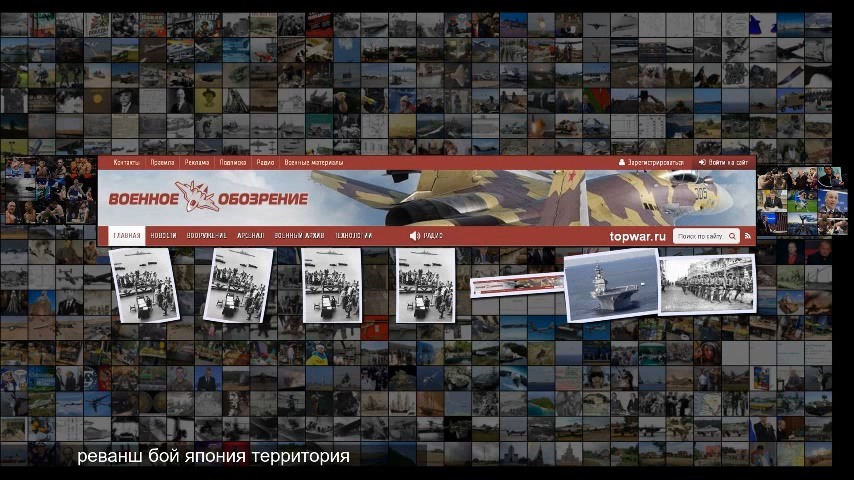 Контакты Правила Реклама Подписка Радио Военные материалы Зарегистрироваться Войти на сайт
ВОЕННОЕ ОБОЗРЕНИЕ
ГЛАВНАЯ НОВОСТИ ВООРУЖЕНИЕ АРСЕНАЛ ВОЕННЫЙ АРХИВ ТЕХНОЛОГИИ РАДИО topwar.ru Поиск по сайту
реванш бой япония территория